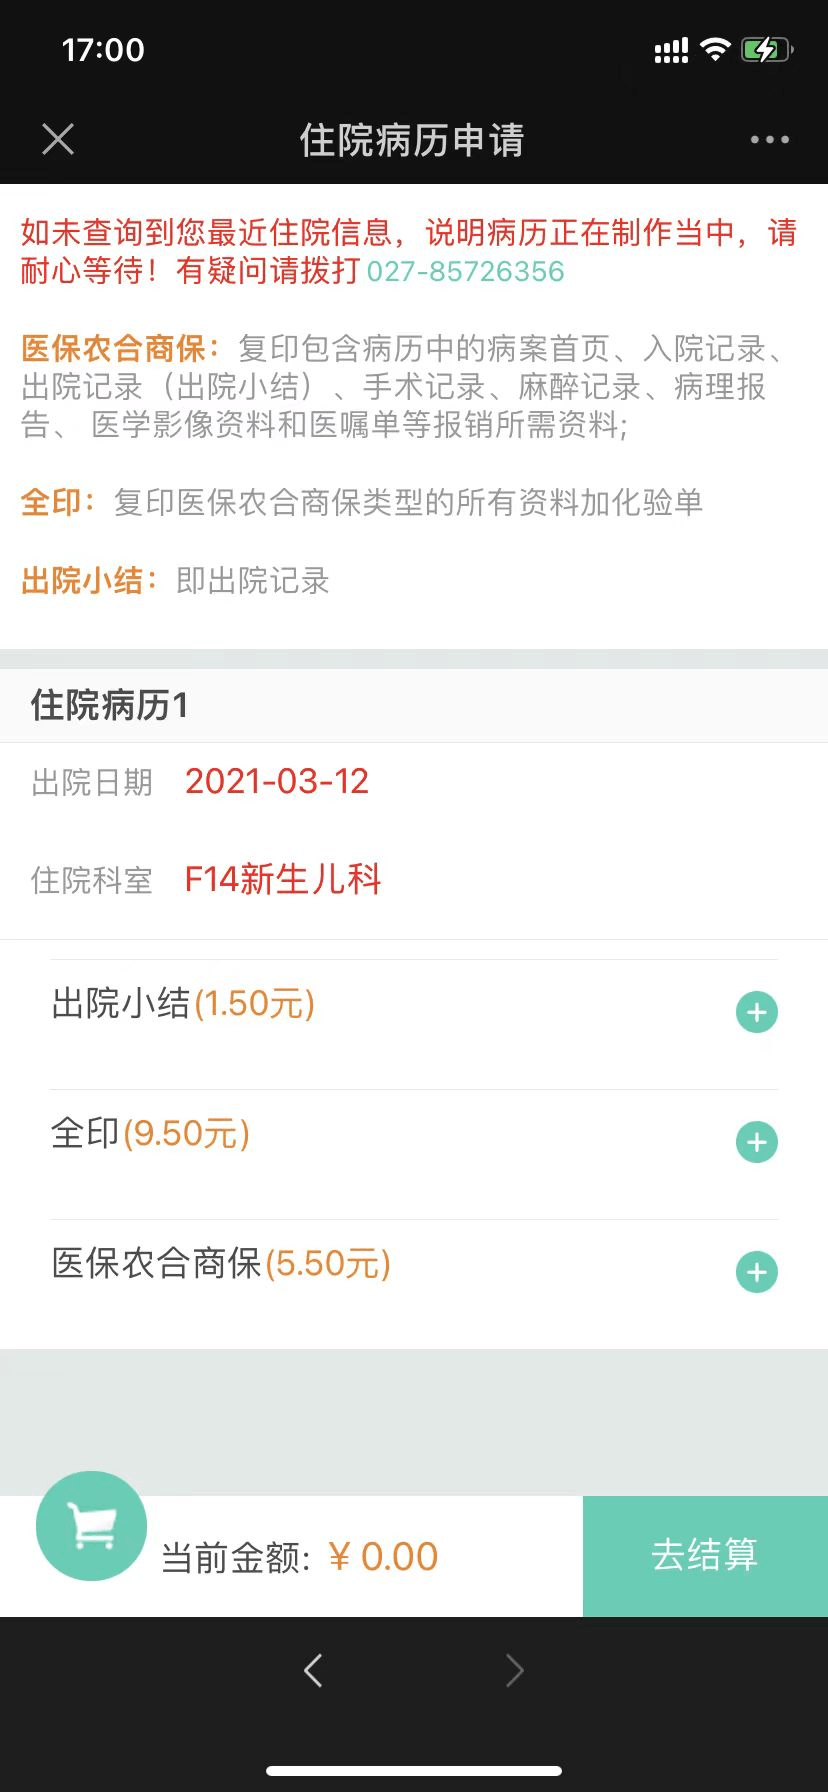 17:00
住院病历申请
如未查询到您最近住院信息，说明病历正在制作当中，请
耐心等待！有疑问请拨打 027-85726356
医保农合商保：复印包含病历中的病案首页、入院记录、
出院记录（出院小结）、手术记录、麻醉记录、病理报
告、 医学影像资料和医嘱单等报销所需资料;
全印：复印医保农合商保类型的所有资料加化验单
出院小结：即出院记录
住院病历1
出院日期 2021-03-12
住院科室 F14新生儿科
出院小结(1.50元)
全印(9.50元)
医保农合商保(5.50元)
当前金额: ¥ 0.00
去结算